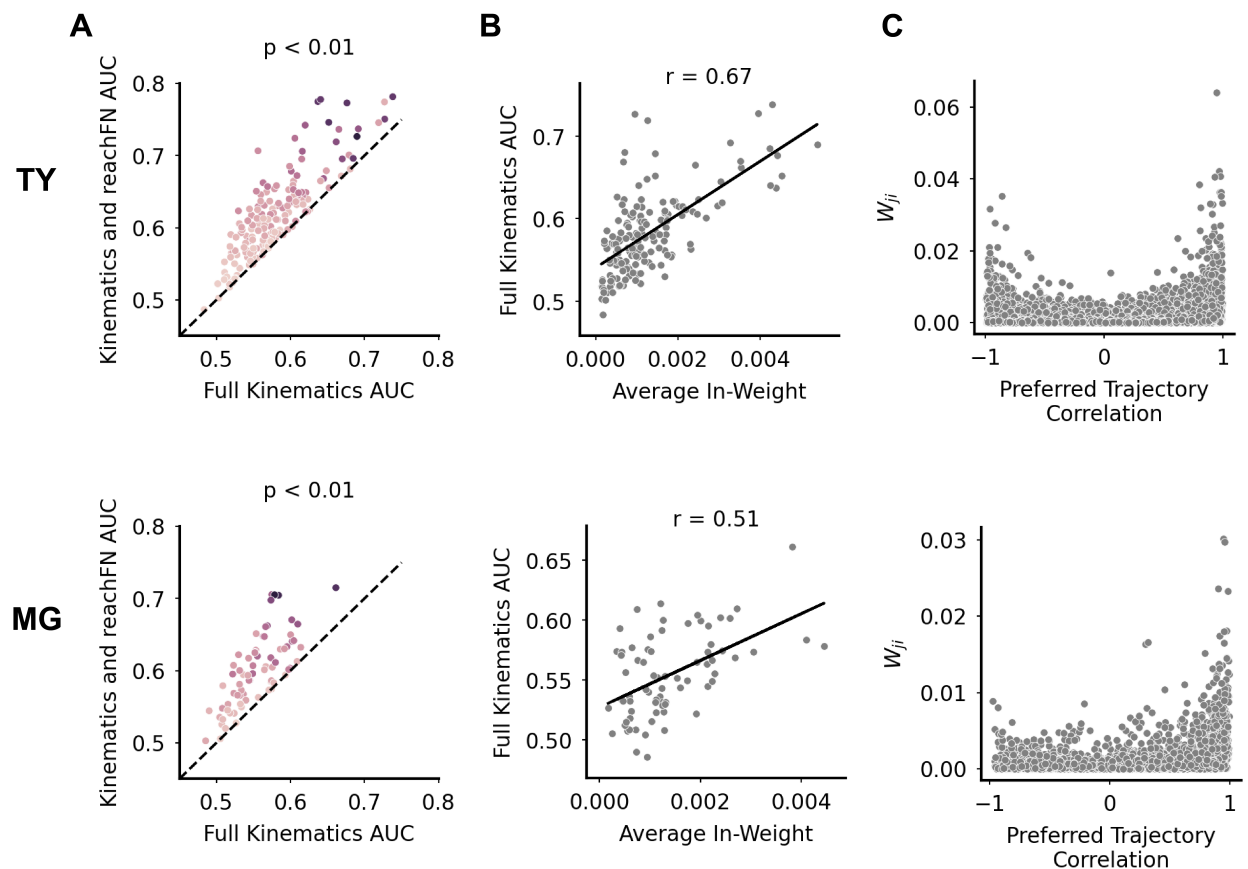 A
B
C
TY
p < 0.01
Kinematics and reachFN AUC
0.8
0.7
0.6
0.5
0.5
0.6
0.7
0.8
Full Kinematics AUC
r = 0.67
Full Kinematics AUC
0.7
0.6
0.5
0.000
0.002
0.004
Average In-Weight
Wji
0.06
0.04
0.02
0.00
−1
0
1
Preferred Trajectory
Correlation
MG
p < 0.01
Kinematics and reachFN AUC
0.8
0.7
0.6
0.5
0.5
0.6
0.7
0.8
Full Kinematics AUC
r = 0.51
Full Kinematics AUC
0.65
0.60
0.55
0.50
0.000
0.002
0.004
Average In-Weight
Wji
0.03
0.02
0.01
0.00
−1
0
1
Preferred Trajectory
Correlation